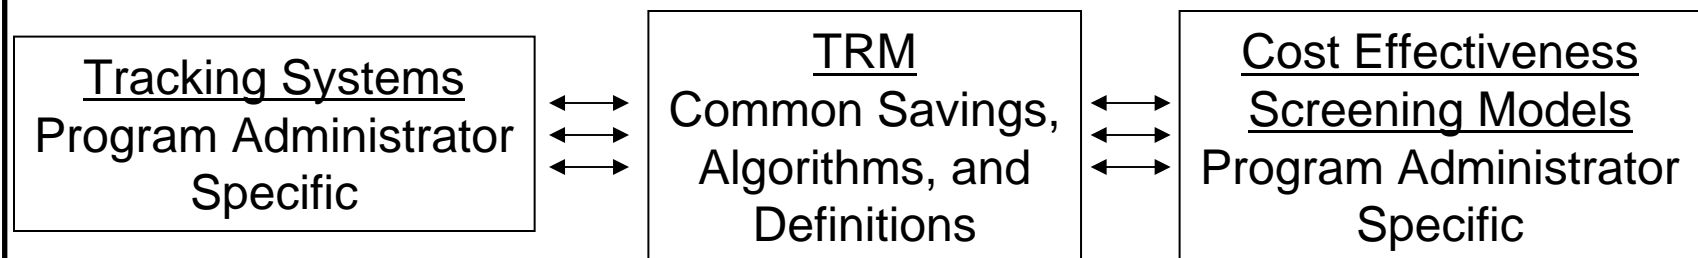 Tracking Systems
Program Administrator
Specific
TRM
Common Savings,
Algorithms, and
Definitions
Cost Effectiveness
Screening Models
Program Administrator
Specific